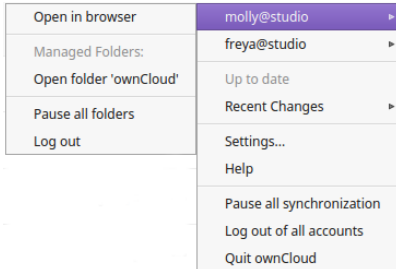 Open in browser
Managed Folders:
Open folder 'ownCloud'
Pause all folders
Log out
molly@studio
freya@studio
Up to date
Recent Changes
Settings...
Help
Pause all synchronization
Log out of all accounts
Quit ownCloud